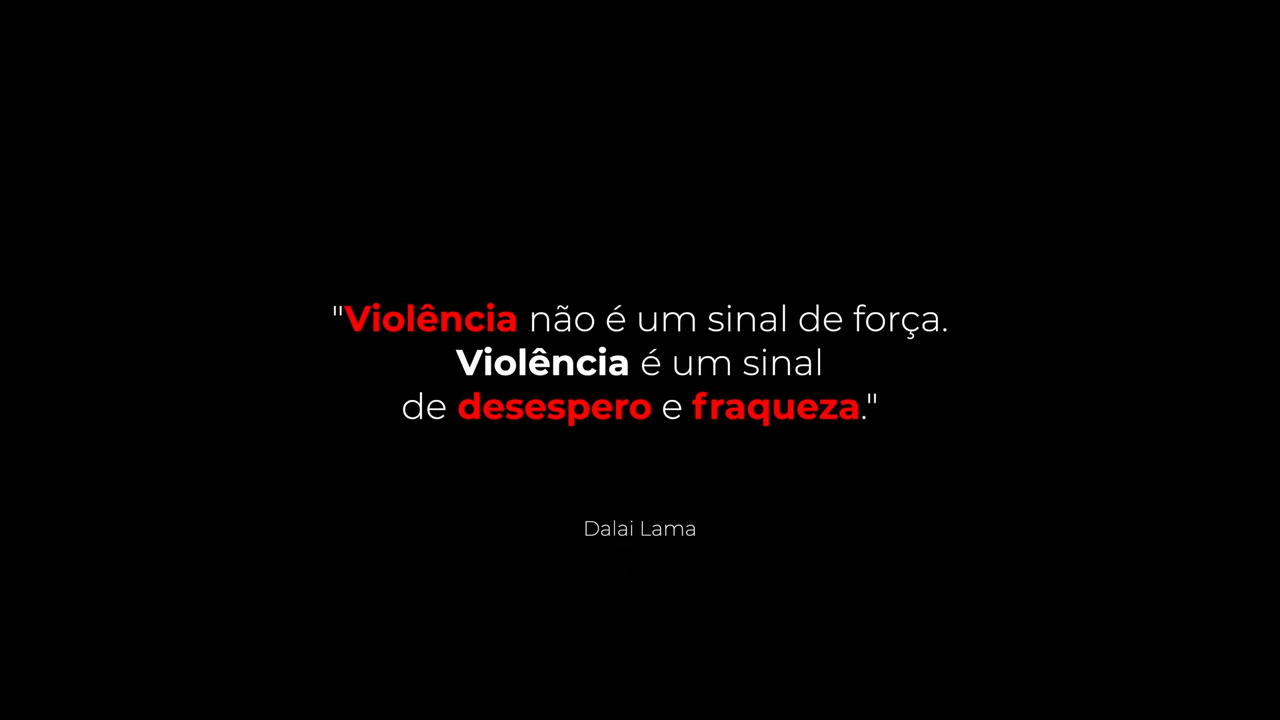 "Violência não é um sinal de força.
Violência é um sinal
de desespero e fraqueza."
Dalai Lama